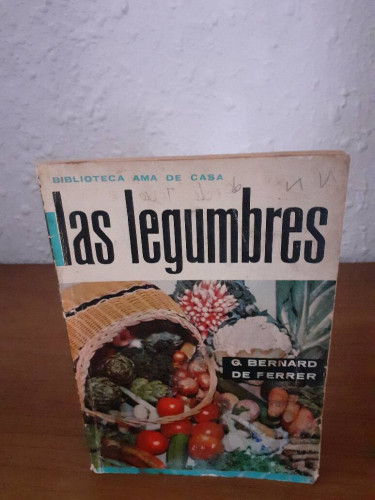 BIBLIOTECA AMA DE CASA
las legumbres
G. BERNARD
DE FERRER